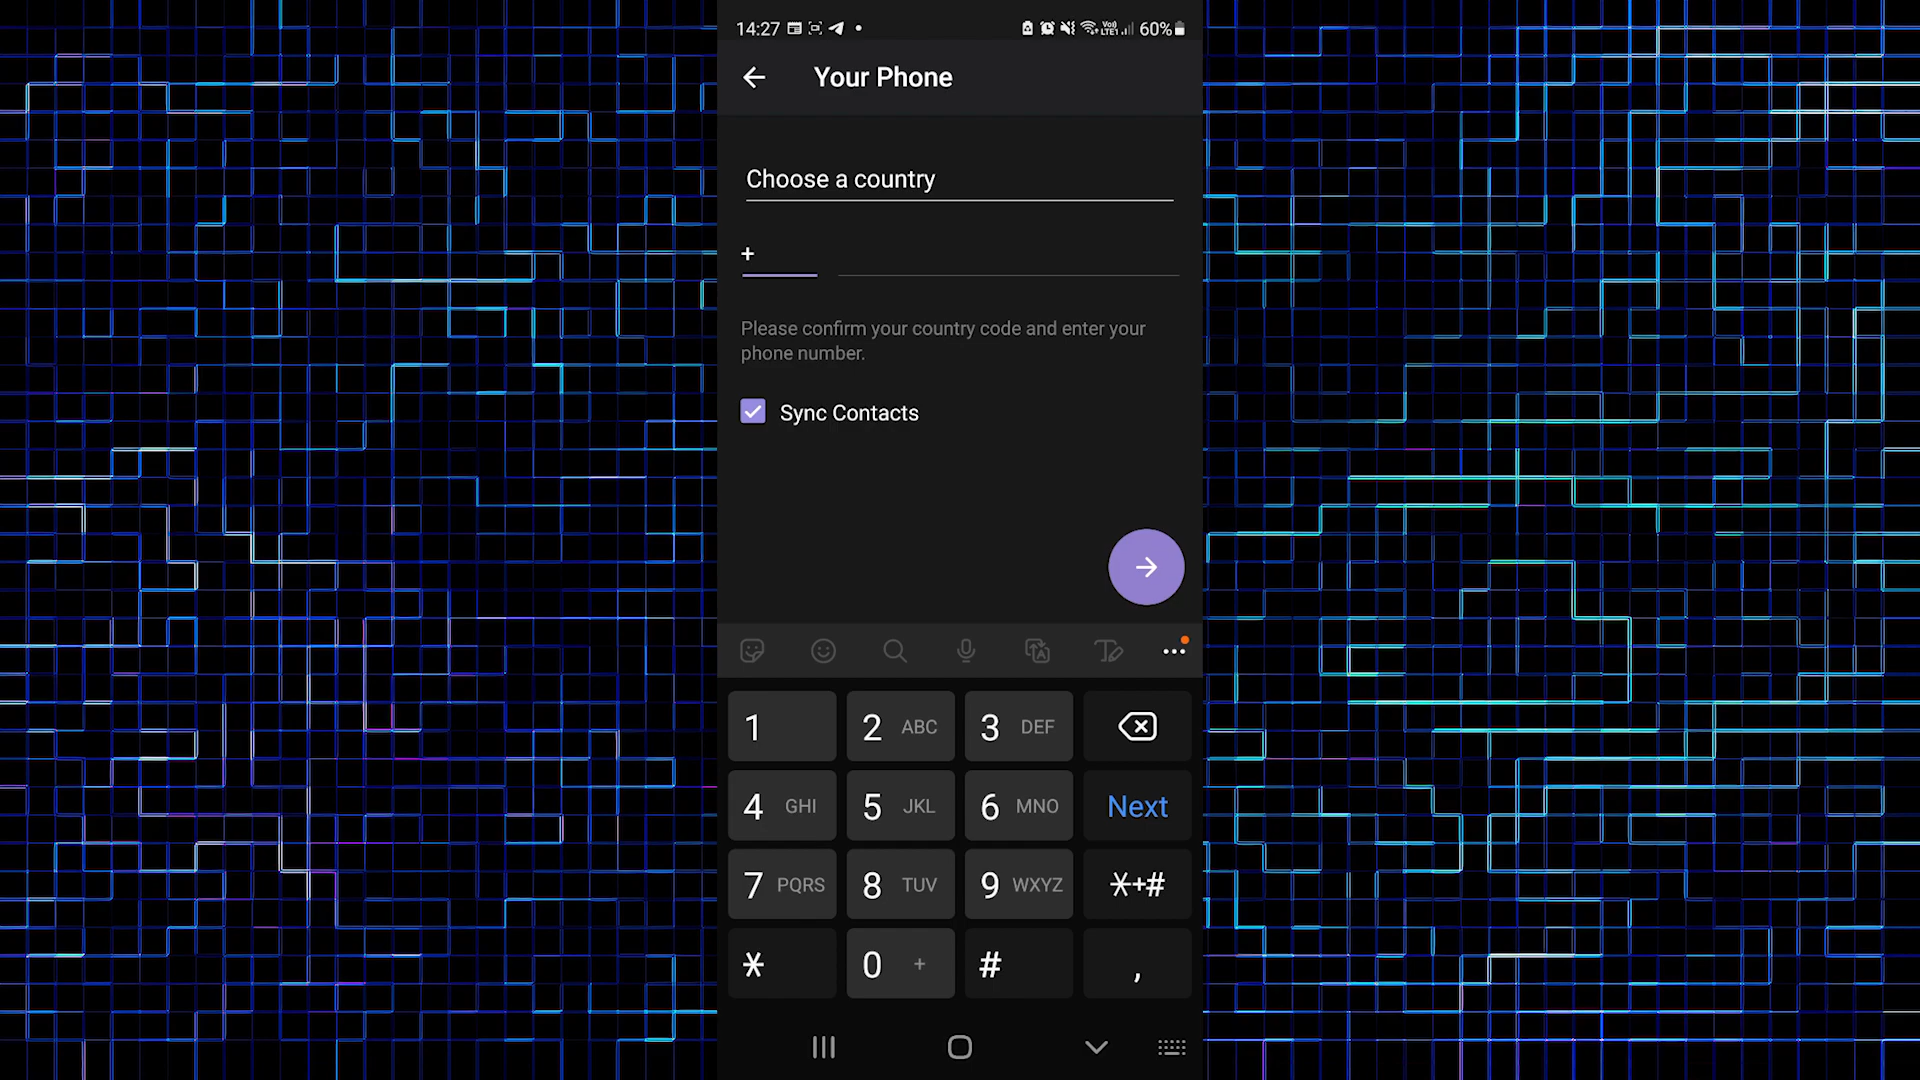 14:27 Vo) LTE1 60%
Your Phone
Choose a country
+
Please confirm your country code and enter your
phone number.
Sync Contacts
1 2 ABC 3 DEF
4 GHI 5 JKL 6 MNO Next
7 PQRS 8 TUV 9 WXYZ *+#
* 0 + # ,